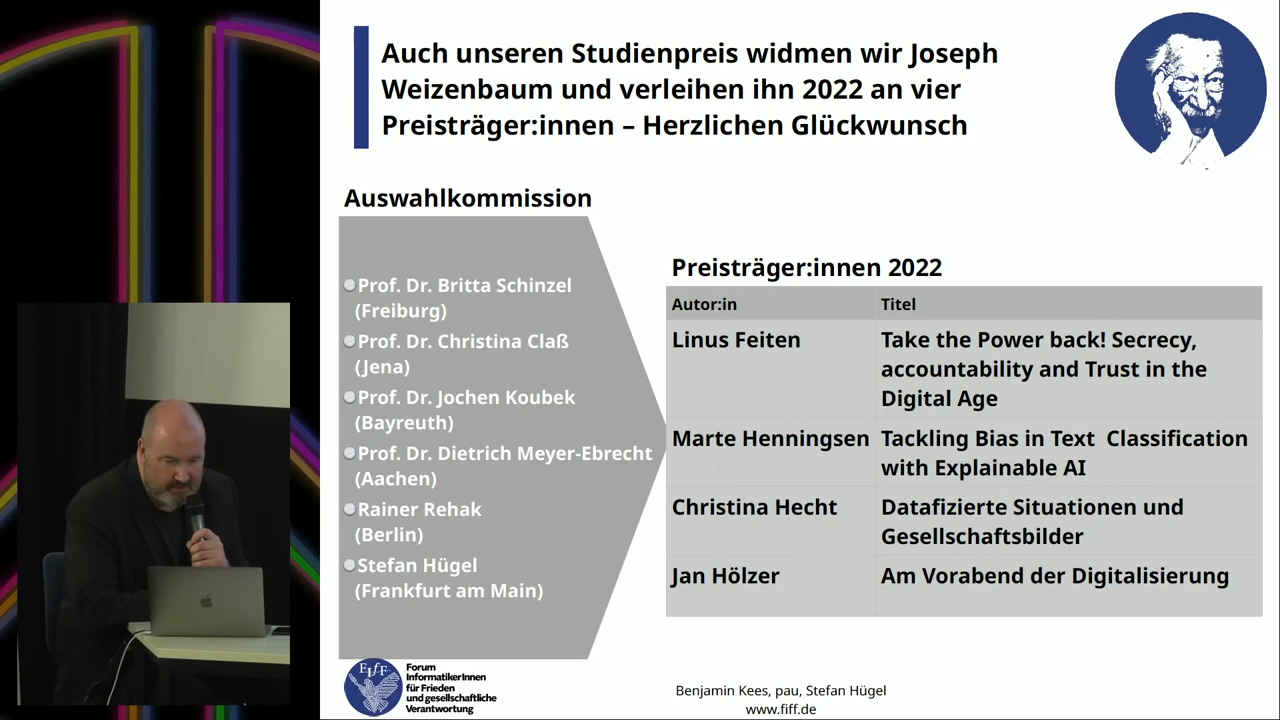 Auch unseren Studienpreis widmen wir Joseph
Weizenbaum und verleihen ihn 2022 an vier
Preisträger:innen – Herzlichen Glückwunsch
Auswahlkommission
Prof. Dr. Britta Schinzel
(Freiburg)
Prof. Dr. Christina Claß
(Jena)
Prof. Dr. Jochen Koubek
(Bayreuth)
Prof. Dr. Dietrich Meyer-Ebrecht
(Aachen)
Rainer Rehak
(Berlin)
Stefan Hügel
(Frankfurt am Main)
Preisträger:innen 2022
Autor:in Titel
Linus Feiten Take the Power back! Secrecy,
accountability and Trust in the
Digital Age
Marte Henningsen Tackling Bias in Text Classification
with Explainable AI
Christina Hecht Datafizierte Situationen und
Gesellschaftsbilder
Jan Hölzer Am Vorabend der Digitalisierung
FIfF
Forum
InformatikerInnen
für Frieden
und gesellschaftliche
Verantwortung
Benjamin Kees, pau, Stefan Hügel
www.fiff.de